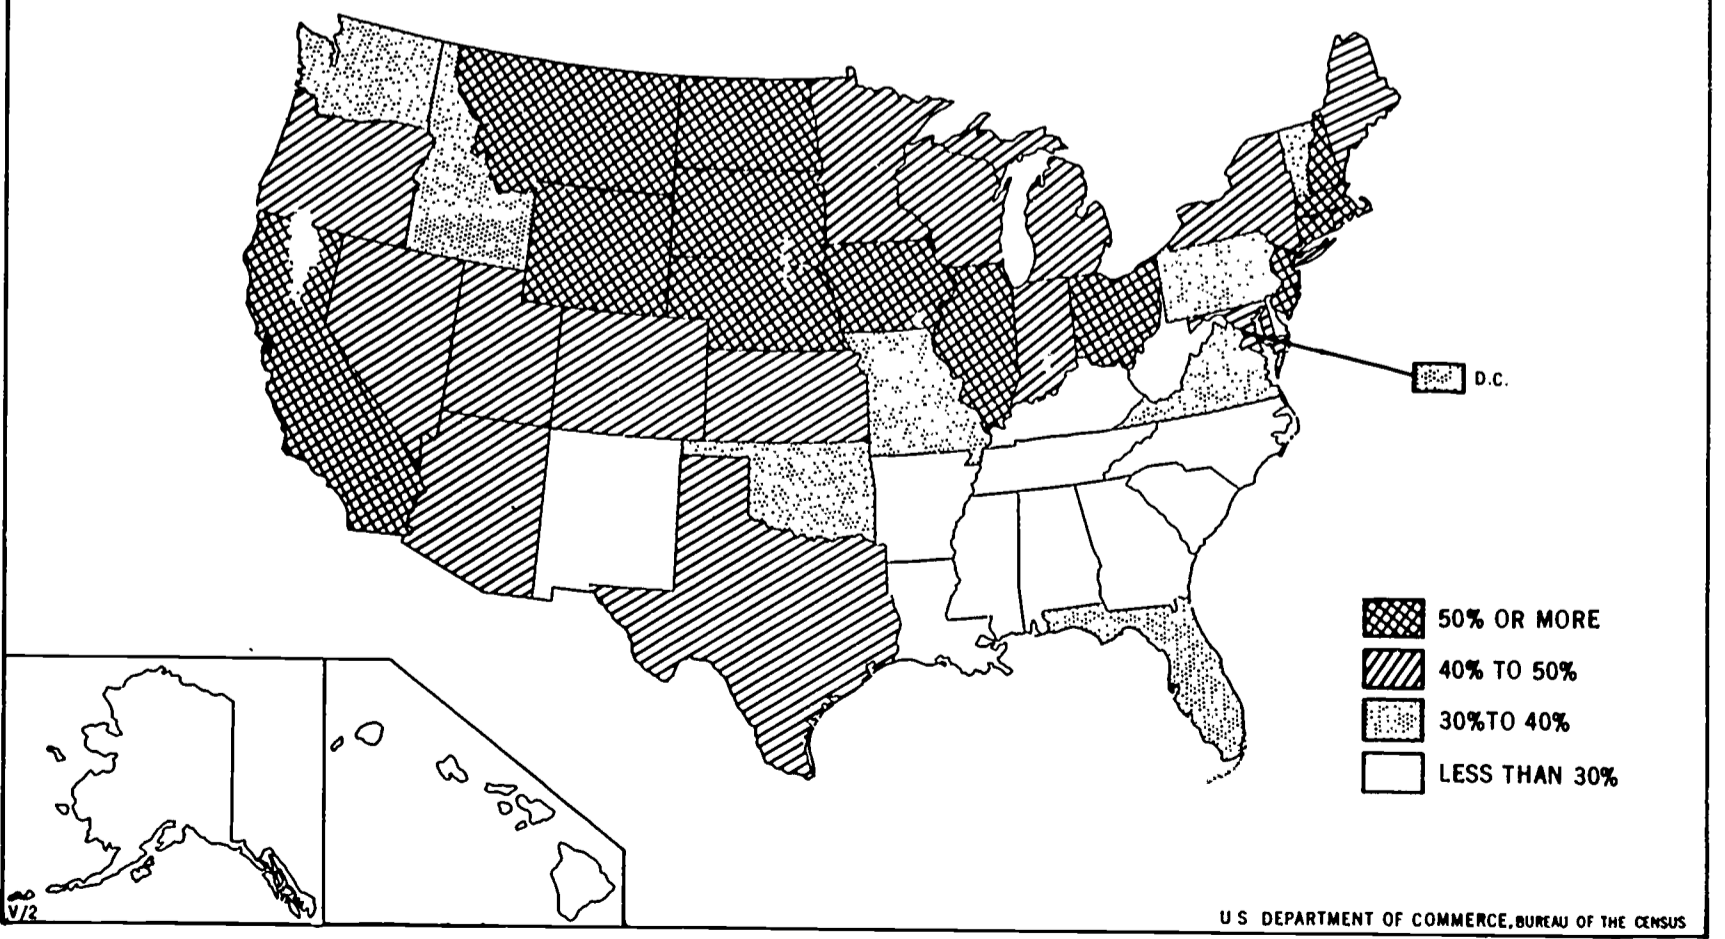 D.C.
50% OR MORE
40% TO 50%
30%TO 40%
LESS THAN 30%
V/2
U S DEPARTMENT OF COMMERCE, BUREAU OF THE CENSUS